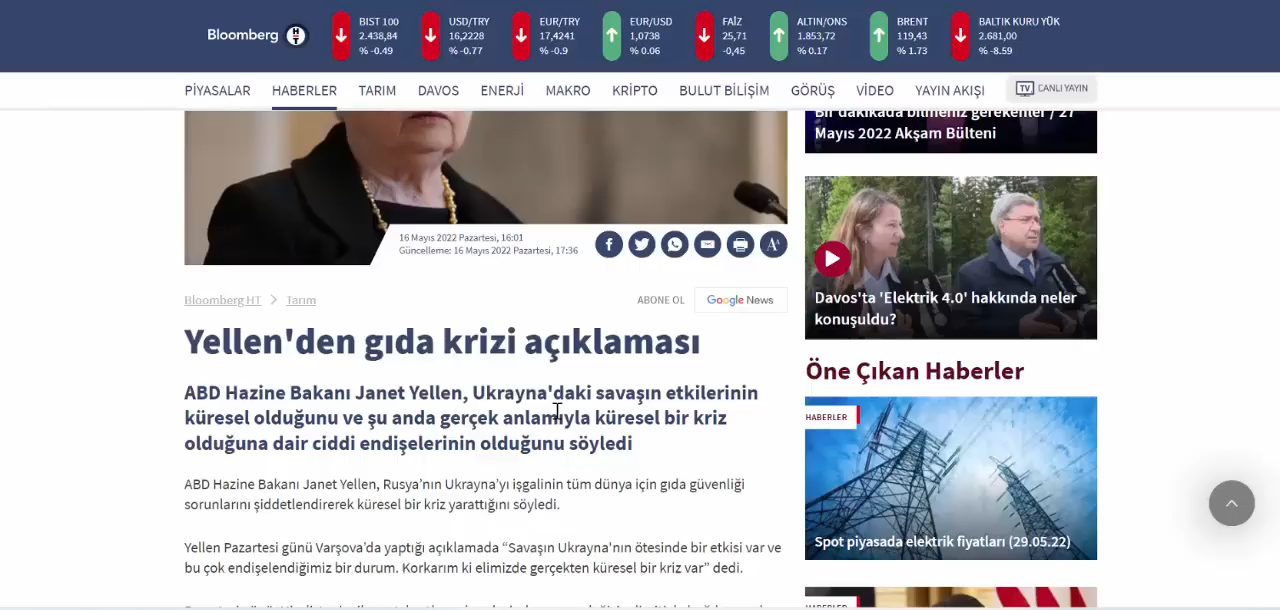 Bloomberg HT
BIST 100
2.438,84
% -0.49
USD/TRY
16,2228
% -0.77
EUR/TRY
17,4241
% -0.9
EUR/USD
1,0738
% 0.06
FAİZ
25,71
-0,45
ALTIN/ONS
1.853,72
% 0.17
BRENT
119,43
% 1.73
BALTIK KURU YÜK
2.681,00
% -8.59
PİYASALAR HABERLER TARIM DAVOS ENERJİ MAKRO KRİPTO BULUT BİLİŞİM GÖRÜŞ VİDEO YAYIN AKIŞI TV CANLI YAYIN
16 Mayıs 2022 Pazartesi, 16:01
Güncelleme: 16 Mayıs 2022 Pazartesi, 17:36
Bloomberg HT > Tarım
ABONE OL Google News
Yellen'den gıda krizi açıklaması
ABD Hazine Bakanı Janet Yellen, Ukrayna'daki savaşın etkilerinin
küresel olduğunu ve şu anda gerçek anlamıyla küresel bir kriz
olduğuna dair ciddi endişelerinin olduğunu söyledi
ABD Hazine Bakanı Janet Yellen, Rusya’nın Ukrayna’yı işgalinin tüm dünya için gıda güvenliği
sorunlarını şiddetlendirerek küresel bir kriz yarattığını söyledi.
Yellen Pazartesi günü Varşova’da yaptığı açıklamada “Savaşın Ukrayna'nın ötesinde bir etkisi var ve
bu çok endişelendiğimiz bir durum. Korkarım ki elimizde gerçekten küresel bir kriz var” dedi.
Bir dakikada bilmeniz gerekenler / 27
Mayıs 2022 Akşam Bülteni
Davos'ta 'Elektrik 4.0' hakkında neler
konuşuldu?
Öne Çıkan Haberler
HABERLER
Spot piyasada elektrik fiyatları (29.05.22)
HABERLER